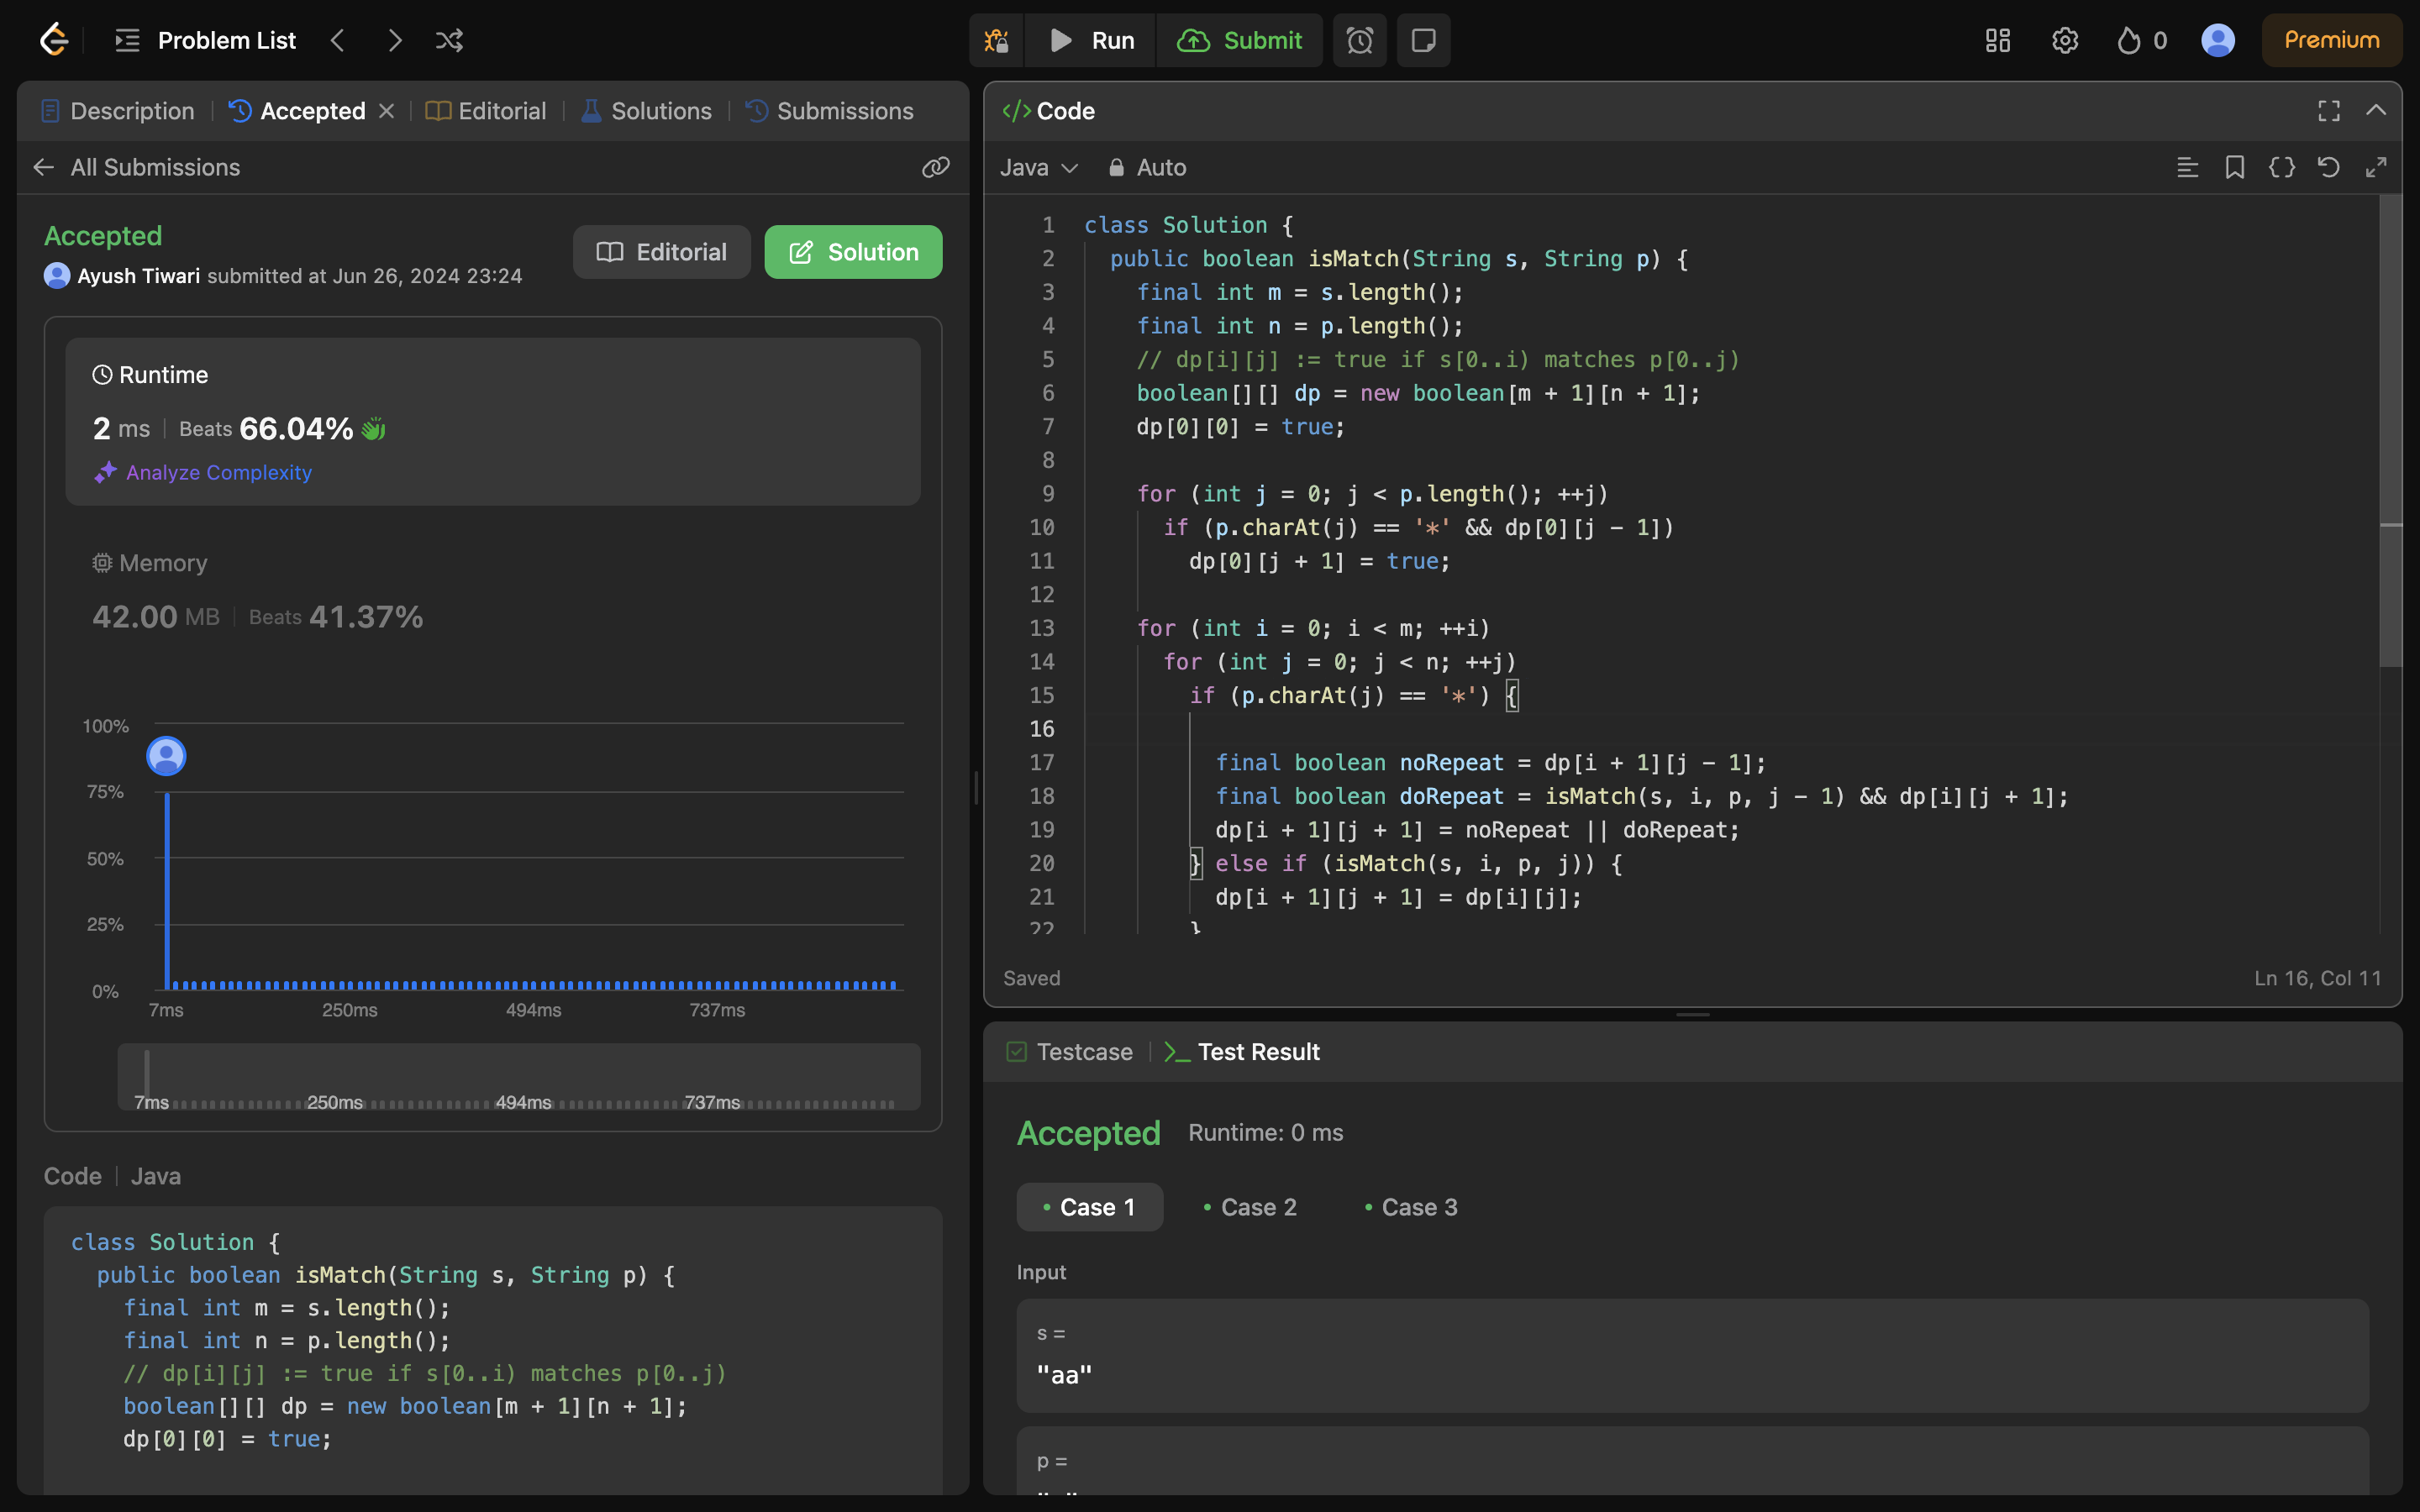 Problem List
Run
Submit
0
Premium
Description
Accepted
Editorial
Solutions
Submissions
All Submissions
Accepted
Ayush Tiwari submitted at Jun 26, 2024 23:24
Editorial
Solution
Runtime
2 ms
Beats 66.04%
Analyze Complexity
Memory
42.00 MB
Beats 41.37%
100%
75%
50%
25%
0%
7ms
250ms
494ms
737ms
7ms
250ms
494ms
737ms
Code
Java
class Solution {
public boolean isMatch(String s, String p) {
final int m = s.length();
final int n = p.length();
// dp[i][j] := true if s[0..i) matches p[0..j)
boolean[][] dp = new boolean[m + 1][n + 1];
dp[0][0] = true;
</> Code
Java
Auto
1 class Solution {
2 public boolean isMatch(String s, String p) {
3 final int m = s.length();
4 final int n = p.length();
5 // dp[i][j] := true if s[0..i) matches p[0..j)
6 boolean[][] dp = new boolean[m + 1][n + 1];
7 dp[0][0] = true;
8
9 for (int j = 0; j < p.length(); ++j)
10 if (p.charAt(j) == '*' && dp[0][j - 1])
11 dp[0][j + 1] = true;
12
13 for (int i = 0; i < m; ++i)
14 for (int j = 0; j < n; ++j)
15 if (p.charAt(j) == '*') {
16
17 final boolean noRepeat = dp[i + 1][j - 1];
18 final boolean doRepeat = isMatch(s, i, p, j - 1) && dp[i][j + 1];
19 dp[i + 1][j + 1] = noRepeat || doRepeat;
20 } else if (isMatch(s, i, p, j)) {
21 dp[i + 1][j + 1] = dp[i][j];
22 }
Saved
Ln 16, Col 11
Testcase
Test Result
Accepted
Runtime: 0 ms
Case 1
Case 2
Case 3
Input
s =
"aa"
p =